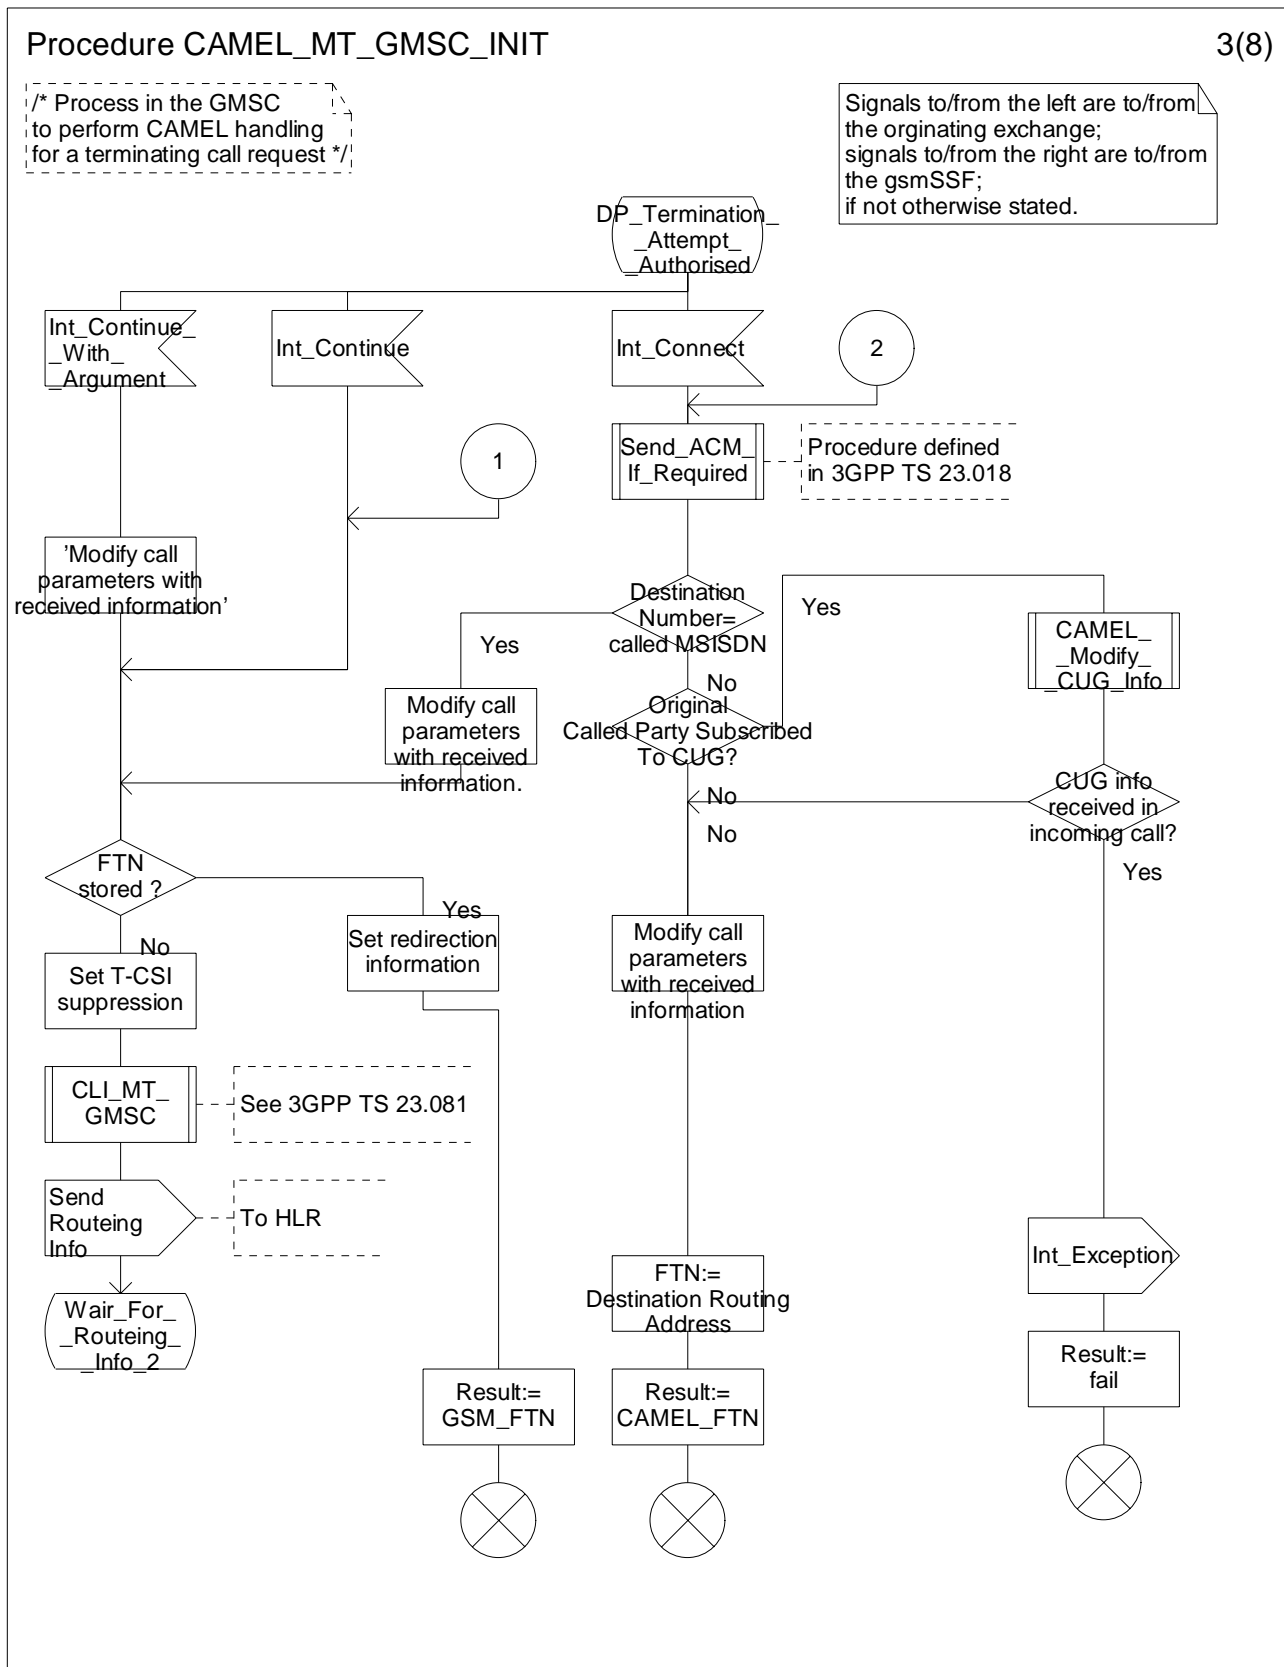 Procedure CAMEL_MT_GMSC_INIT
3(8)
/* Process in the GMSC
to perform CAMEL handling
for a terminating call request */
Signals to/from the left are to/from
the orginating exchange;
signals to/from the right are to/from
the gsmSSF;
if not otherwise stated.
DP_Termination_
_Attempt_
_Authorised
Int_Continue_
_With_
_Argument
Int_Continue
Int_Connect
2
1
Send_ACM_
If_Required
Procedure defined
in 3GPP TS 23.018
'Modify call
parameters with
received information'
Destination
Number=
called MSISDN
Yes
Yes
No
CAMEL_
_Modify_
_CUG_Info
Modify call
parameters
with received
information.
Original
Called Party Subscribed
To CUG?
No
No
CUG info
received in
incoming call?
Yes
FTN
stored ?
Yes
No
Set redirection
information
Modify call
parameters
with received
information
Set T-CSI
suppression
CLI_MT_
GMSC
See 3GPP TS 23.081
Send
Routeing
Info
To HLR
Int_Exception
FTN:=
Destination Routing
Address
Wair_For_
_Routeing_
_Info_2
Result:=
fail
Result:=
GSM_FTN
Result:=
CAMEL_FTN